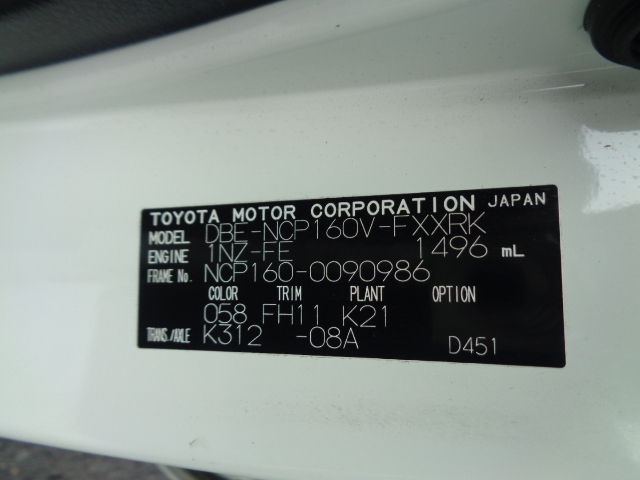 TOYOTA MOTOR CORPORATION JAPAN
MODEL DBE-NCP160V-FXXRK
ENGINE 1NZ-FE 1496 mL
FRAME No. NCP160-0090986
COLOR TRIM PLANT OPTION
058 FH11 K21
TRANS./AXLE K312 -08A D451